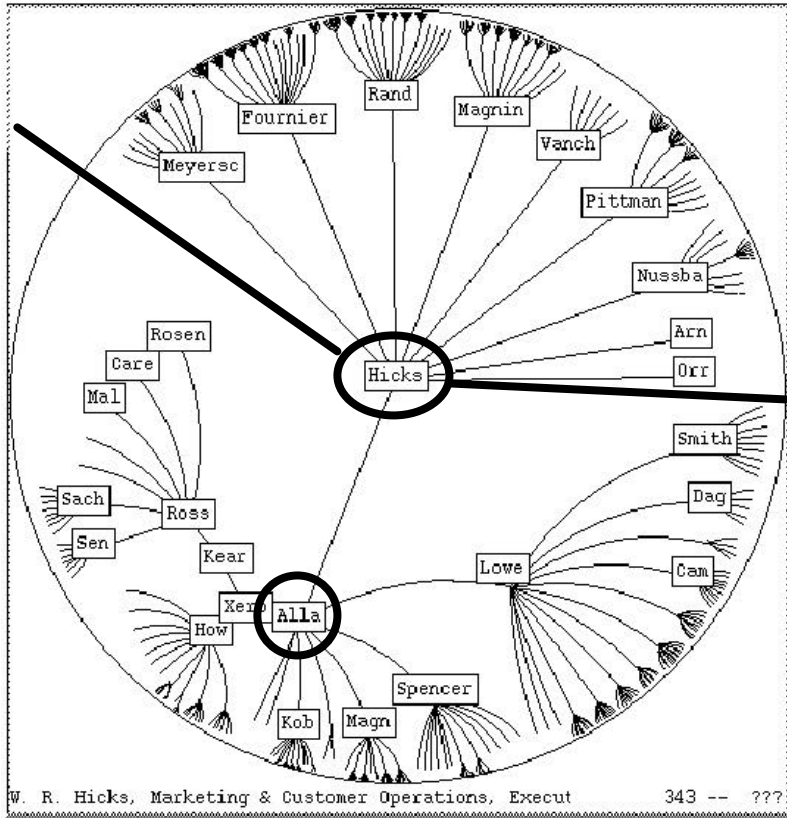 Rand
Magnin
Fournier
Vanch
Meyersc
Pittman
Nussba
Arn
Rosen
Care
Hicks
Orr
Mal
Smith
Sach
Dag
Ross
Sen
Kear
Lowe
Cam
Xero
Alla
How
Spencer
Kob
Magn
W. R. Hicks, Marketing & Customer Operations, Execut 343 -- ???